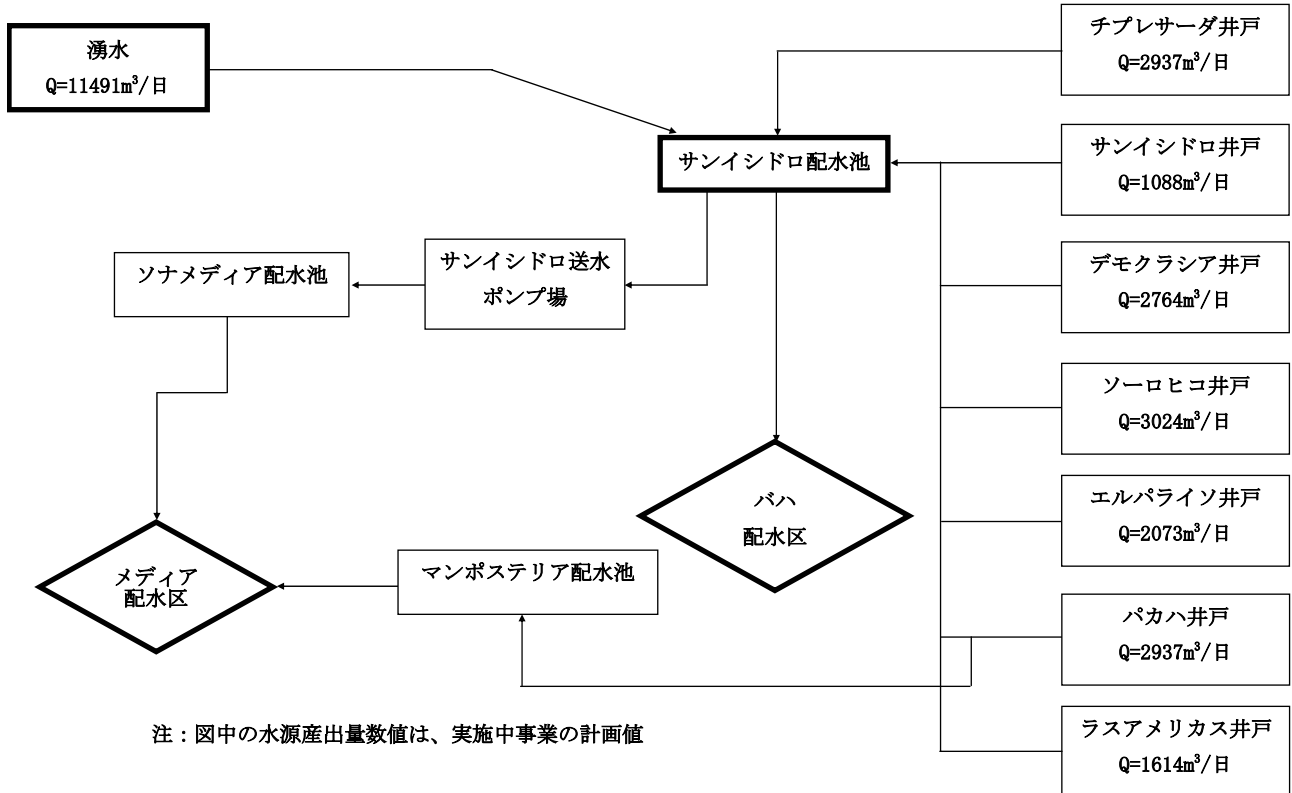 湧水
Q=11491m³/日
チプレサーダ井戸
Q=2937m³/日
サンイシドロ配水池
サンイシドロ井戸
Q=1088m³/日
ソナメディア配水池
サンイシドロ送水
ポンプ場
デモクラシア井戸
Q=2764m³/日
ソーロヒコ井戸
Q=3024m³/日
バハ
配水区
エルパライソ井戸
Q=2073m³/日
メディア
配水区
マンポステリア配水池
パカハ井戸
Q=2937m³/日
注：図中の水源産出量数値は、実施中事業の計画値
ラスアメリカス井戸
Q=1614m³/日